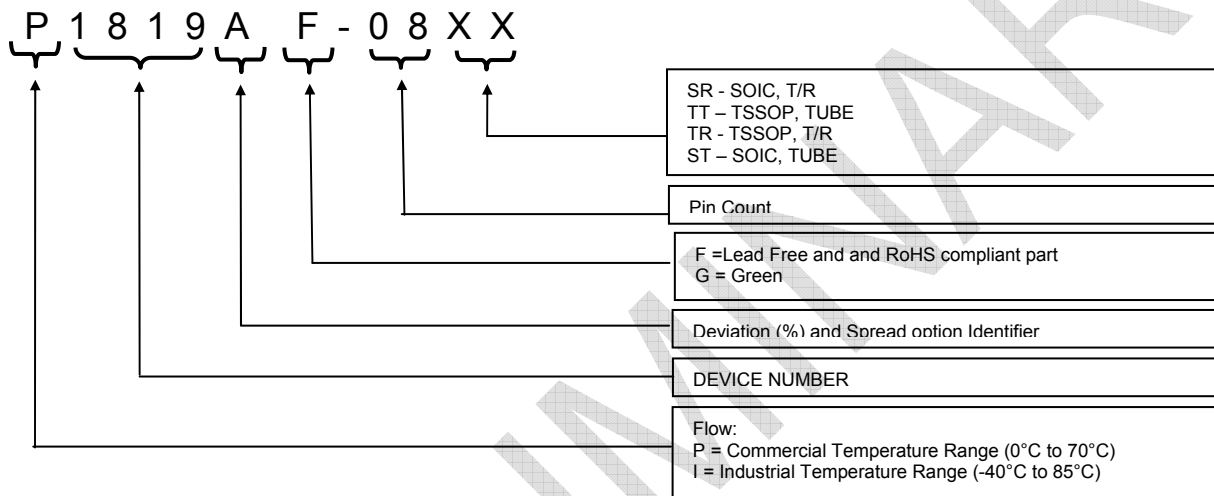 P 1 8 1 9 A F - 0 8 X X
SR - SOIC, T/R
TT – TSSOP, TUBE
TR - TSSOP, T/R
ST – SOIC, TUBE
Pin Count
F =Lead Free and and RoHS compliant part
G = Green
Deviation (%) and Spread option Identifier
DEVICE NUMBER
Flow:
P = Commercial Temperature Range (0°C to 70°C)
I = Industrial Temperature Range (-40°C to 85°C)